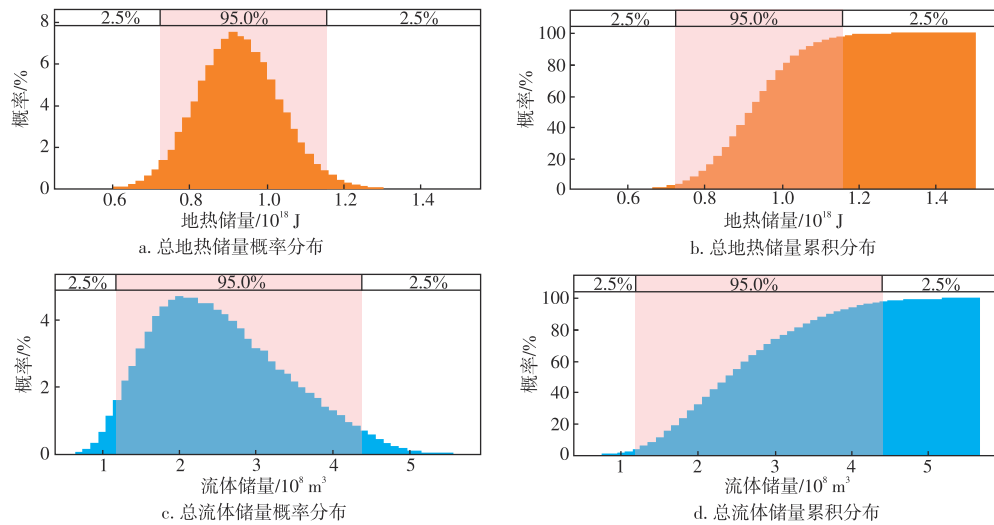 2.5% 95.0% 2.5%
8
6
4
2
0
概率/%
0.6 0.8 1.0 1.2 1.4
地热储量/10¹⁸ J
a. 总地热储量概率分布
2.5% 95.0% 2.5%
100
80
60
40
20
0
概率/%
0.6 0.8 1.0 1.2 1.4
地热储量/10¹⁸ J
b. 总地热储量累积分布
2.5% 95.0% 2.5%
4
2
0
概率/%
1 2 3 4 5
流体储量/10⁸ m³
c. 总流体储量概率分布
2.5% 95.0% 2.5%
100
80
60
40
20
0
概率/%
1 2 3 4 5
流体储量/10⁸ m³
d. 总流体储量累积分布